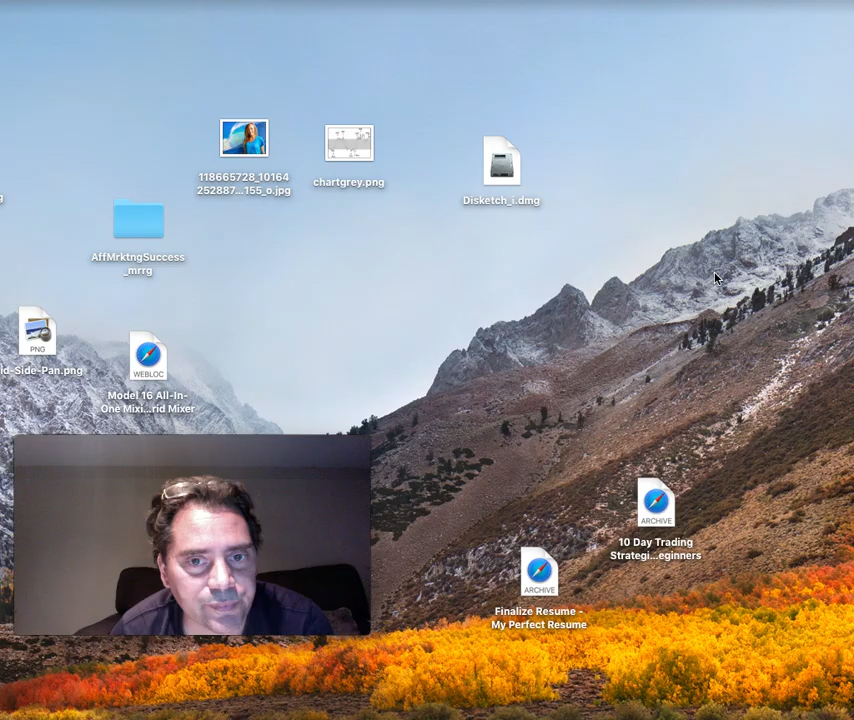 118665728_10164
252887...155_o.jpg
chartgrey.png
Disketch_i.dmg
g
AffMrktngSuccess
_mrrg
PNG
id-Side-Pan.png
WEBLOC
Model 16 All-In-
One Mixi...rid Mixer
ARCHIVE
10 Day Trading
Strategi...eginners
ARCHIVE
Finalize Resume -
My Perfect Resume